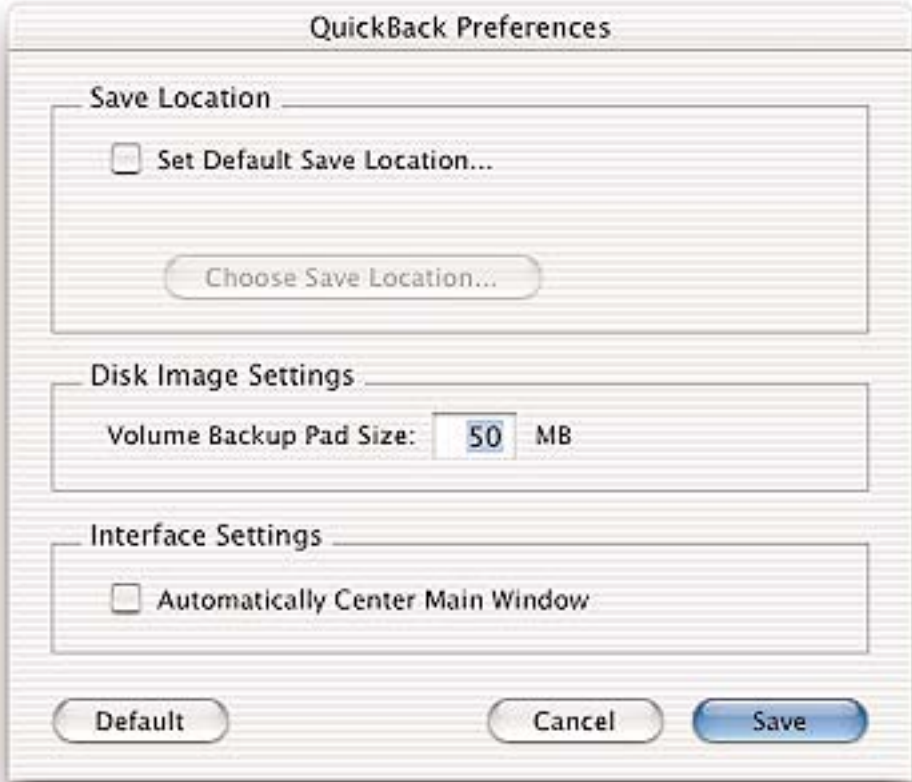 QuickBack Preferences
Save Location
Set Default Save Location...
Choose Save Location...
Disk Image Settings
Volume Backup Pad Size: 50 MB
Interface Settings
Automatically Center Main Window
Default Cancel Save